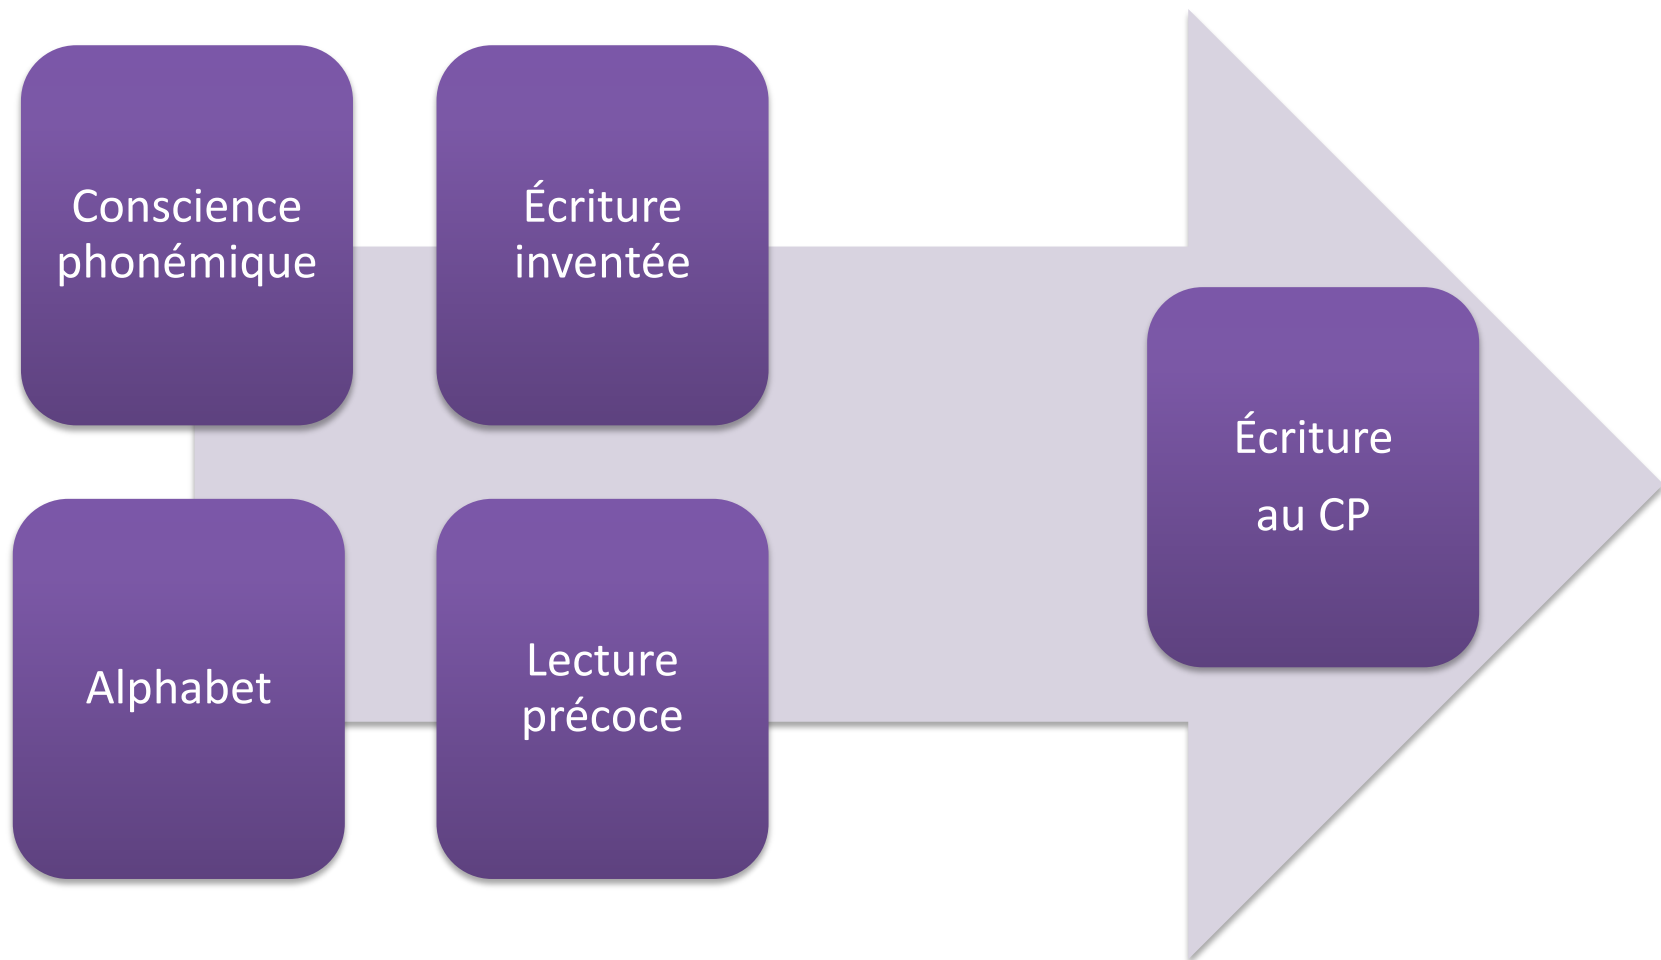 Conscience
phonémique
Écriture
inventée
Alphabet
Lecture
précoce
Écriture
au CP